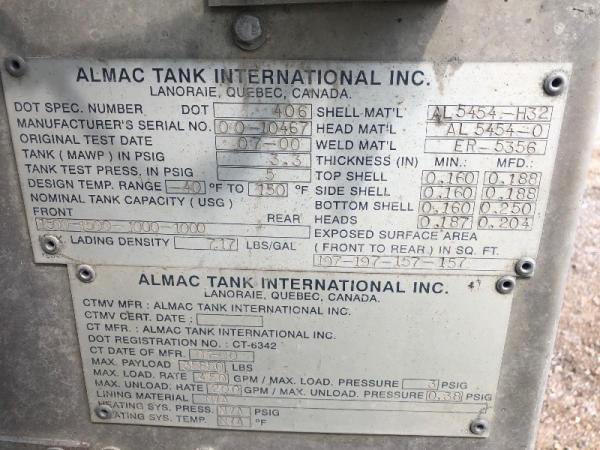 ALMAC TANK INTERNATIONAL INC.
LANORAIE, QUEBEC, CANADA.
DOT SPEC. NUMBER DOT 406 SHELL MAT'L AL 5454-H32
MANUFACTURER'S SERIAL NO. 00-10467 HEAD MAT'L AL 5454-0
ORIGINAL TEST DATE 07-00 WELD MAT'L ER-5356
TANK (MAWP) IN PSIG 3.3 THICKNESS (IN) MIN.: MFD.:
TANK TEST PRESS. IN PSIG 5 TOP SHELL 0.160 0.188
DESIGN TEMP. RANGE -40 °F TO 150 °F SIDE SHELL 0.160 0.188
NOMINAL TANK CAPACITY (USG) BOTTOM SHELL 0.160 0.250
FRONT REAR HEADS 0.187 0.204
1500-1500-1000-1000 EXPOSED SURFACE AREA
MAX. LADING DENSITY 7.17 LBS/GAL (FRONT TO REAR) IN SQ. FT.
197-197-157-157
ALMAC TANK INTERNATIONAL INC.
LANORAIE, QUEBEC, CANADA.
CTMV MFR : ALMAC TANK INTERNATIONAL INC.
CTMV CERT. DATE :
CT MFR. : ALMAC TANK INTERNATIONAL INC.
DOT REGISTRATION NO. : CT-6342
CT DATE OF MFR.
MAX. PAYLOAD LBS
MAX. LOAD. RATE GPM / MAX. LOAD. PRESSURE 3 PSIG
MAX. UNLOAD. RATE GPM / MAX. UNLOAD. PRESSURE 0.38 PSIG
LINING MATERIAL N/A
HEATING SYS. PRESS. N/A PSIG
HEATING SYS. TEMP. N/A °F